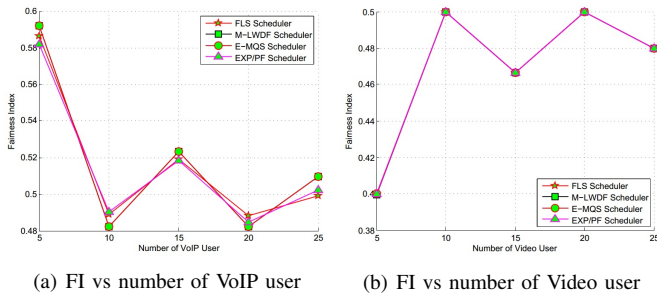 0.6
0.58
0.56
0.54
0.52
0.5
0.48
Fairness Index
5 10 15 20 25
Number of VoIP User
FLS Scheduler
M-LWDF Scheduler
E-MQS Scheduler
EXP/PF Scheduler
(a) FI vs number of VoIP user
0.5
0.48
0.46
0.44
0.42
0.4
0.38
Fairness Index
5 10 15 20 25
Number of Video User
FLS Scheduler
M-LWDF Scheduler
E-MQS Scheduler
EXP/PF Scheduler
(b) FI vs number of Video user